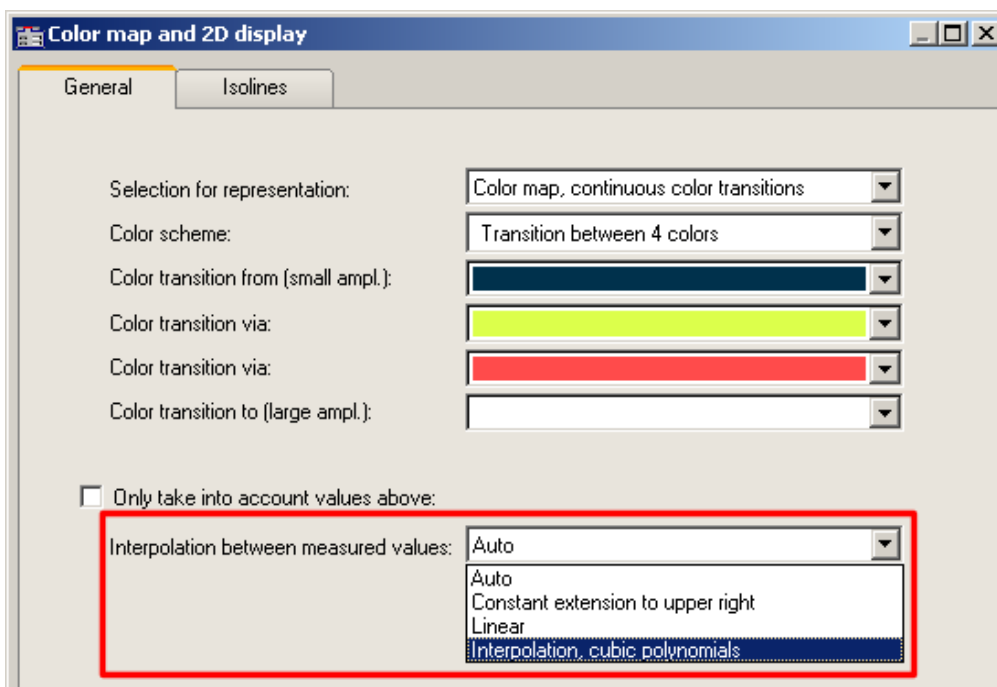 Color map and 2D display
General Isolines
Selection for representation: Color map, continuous color transitions
Color scheme: Transition between 4 colors
Color transition from (small ampl.):
Color transition via:
Color transition via:
Color transition to (large ampl.):
Only take into account values above:
Interpolation between measured values: Auto
Auto
Constant extension to upper right
Linear
Interpolation, cubic polynomials